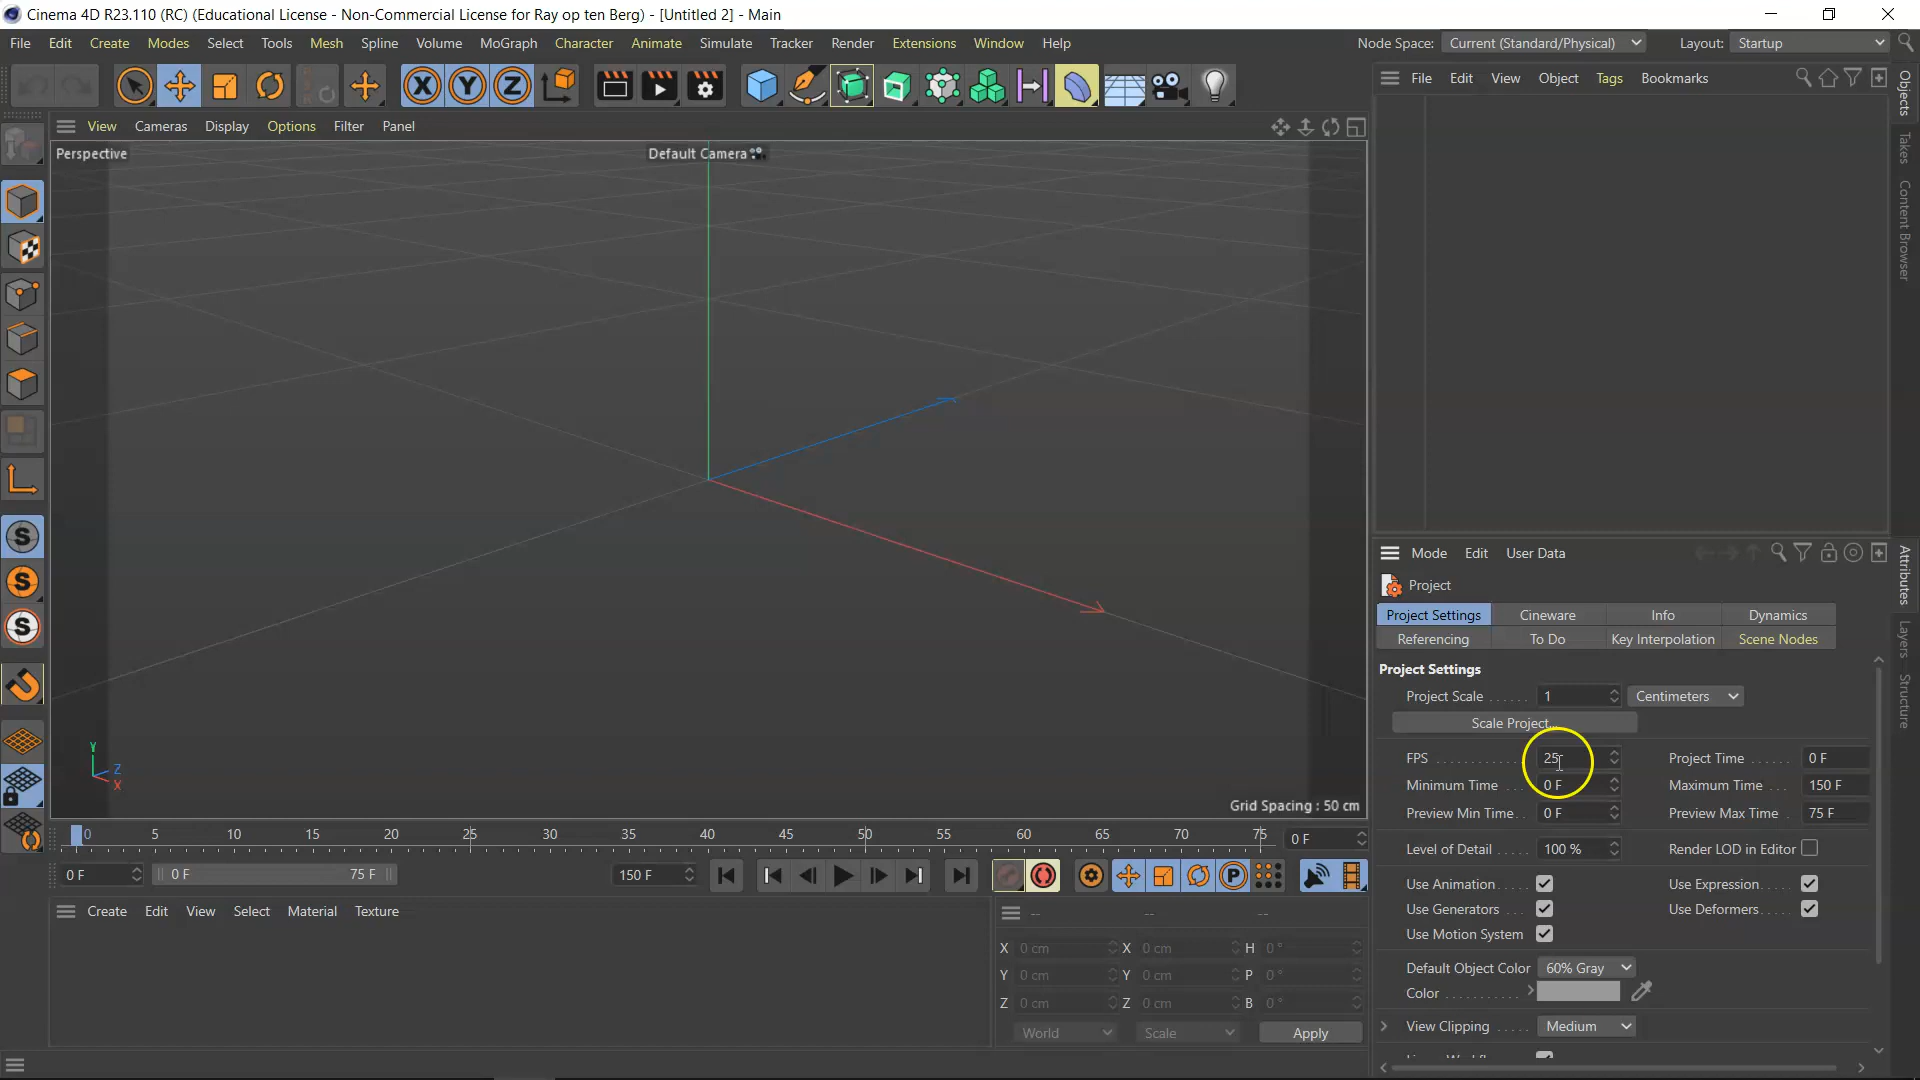 Cinema 4D R23.110 (RC) (Educational License - Non-Commercial License for Ray op ten Berg) - [Untitled 2] - Main
File Edit Create Modes Select Tools Mesh Spline Volume MoGraph Character Animate Simulate Tracker Render Extensions Window Help Node Space: Current (Standard/Physical) Layout: Startup
X Y Z
File Edit View Object Tags Bookmarks
Objects
Takes
Content Browser
View Cameras Display Options Filter Panel
Perspective
Default Camera
Y
Z
X
Grid Spacing : 50 cm
S
S
S
0 5 10 15 20 25 30 35 40 45 50 55 60 65 70 75 0 F
0 F 0 F 75 F 150 F P
Create Edit View Select Material Texture
-- -- --
X 0 cm X 0 cm H 0 °
Y 0 cm Y 0 cm P 0 °
Z 0 cm Z 0 cm B 0 °
World Scale Apply
Mode Edit User Data
Attributes
Layers
Structure
Project
Project Settings Cineware Info Dynamics
Referencing To Do Key Interpolation Scene Nodes
Project Settings
Project Scale 1 Centimeters
Scale Project...
FPS 25 Project Time 0 F
Minimum Time 0 F Maximum Time 150 F
Preview Min Time 0 F Preview Max Time 75 F
Level of Detail 100 % Render LOD in Editor
Use Animation Use Expression
Use Generators Use Deformers
Use Motion System
Default Object Color 60% Gray
Color
View Clipping Medium